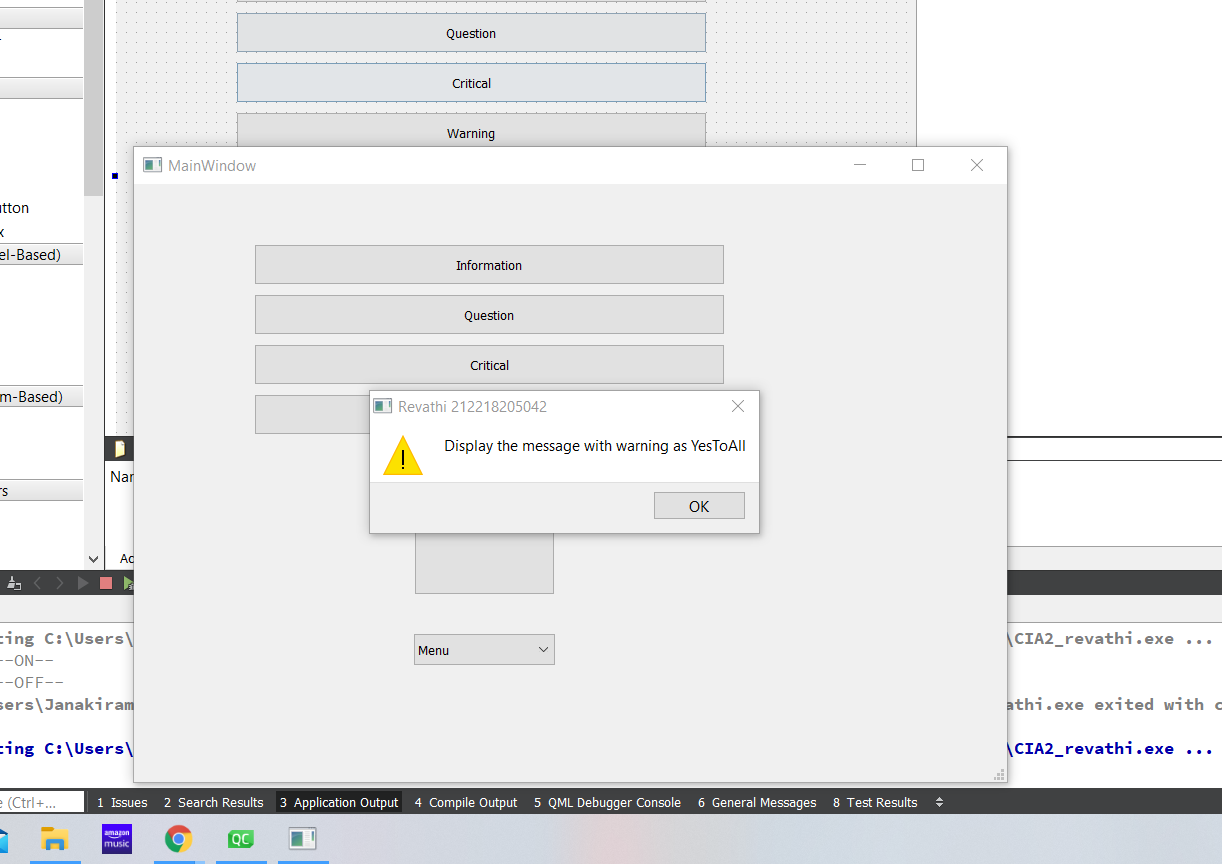 Question
Critical
Warning
MainWindow
utton
x
el-Based)
Information
Question
Critical
m-Based)
Revathi 212218205042
Display the message with warning as YesToAll
OK
rs
Nar
Ac
Menu
ting C:\Users\
\CIA2_revathi.exe ...
--ON--
--OFF--
sers\Janakiram
athi.exe exited with c
ting C:\Users\
\CIA2_revathi.exe ...
e (Ctrl+...
1 Issues
2 Search Results
3 Application Output
4 Compile Output
5 QML Debugger Console
6 General Messages
8 Test Results
amazon
music
QC